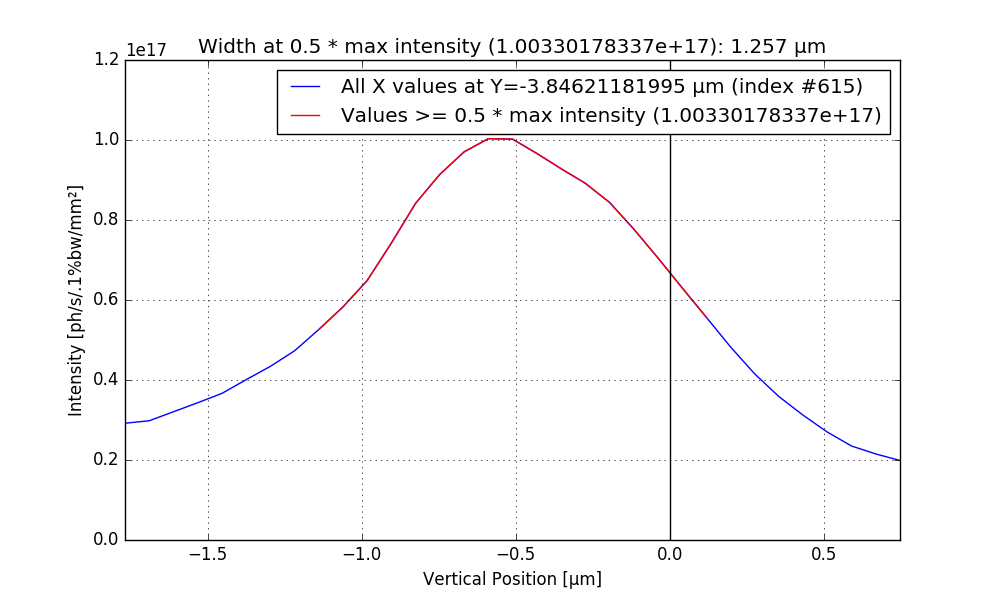 Width at 0.5 * max intensity (1.00330178337e+17): 1.257 µm
1e17
All X values at Y=-3.84621181995 µm (index #615)
Values >= 0.5 * max intensity (1.00330178337e+17)
1.2
1.0
0.8
0.6
0.4
0.2
0.0
Intensity [ph/s/.1%bw/mm²]
−1.5 −1.0 −0.5 0.0 0.5
Vertical Position [µm]